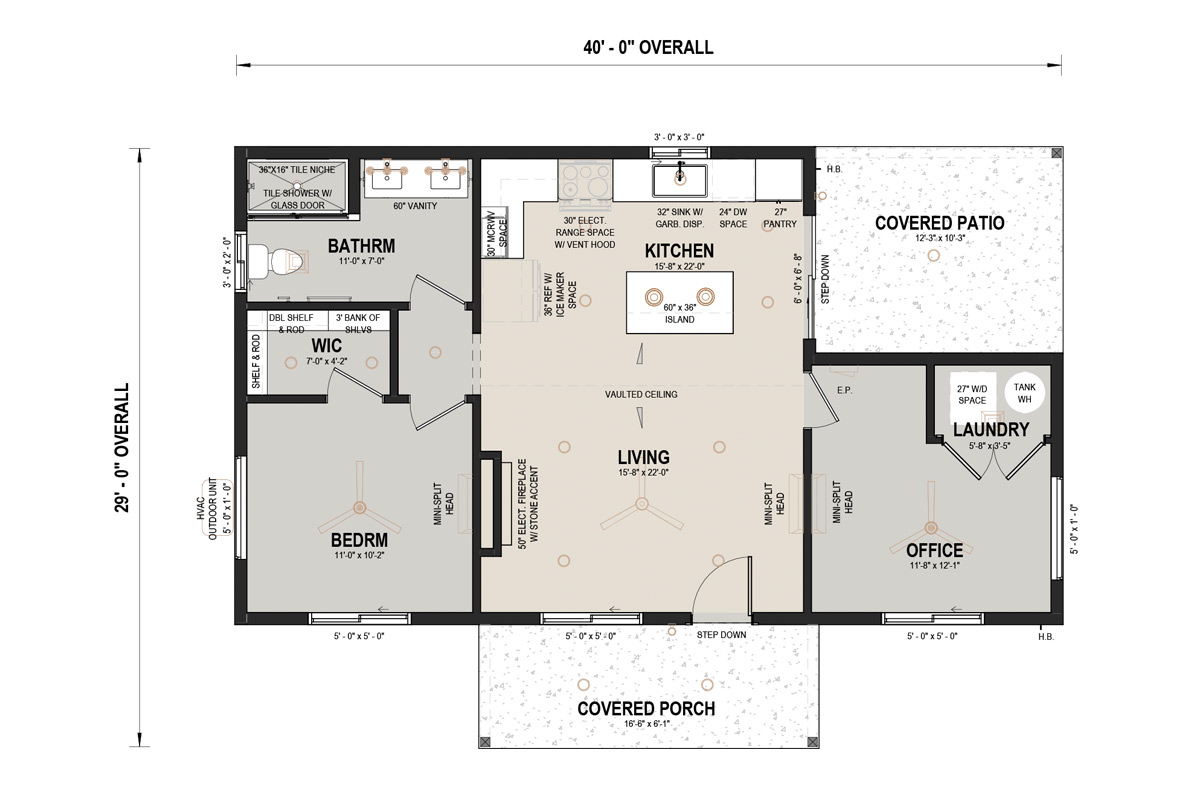 40' - 0" OVERALL
3' - 0" x 3' - 0"
36"X16" TILE NICHE
TILE SHOWER W/
GLASS DOOR
60" VANITY
BATHRM
11'-0" x 7'-0"
3' - 0" x 2' - 0"
30" MCRWV
SPACE
30" ELECT.
RANGE SPACE
W/ VENT HOOD
32" SINK W/
GARB. DISP.
24" DW
SPACE
27"
PANTRY
KITCHEN
15'-8" x 22'-0"
36" REF W/
ICE MAKER
SPACE
60" x 36"
ISLAND
6' - 0" x 6' - 8"
STEP DOWN
H.B.
COVERED PATIO
12'-3" x 10'-3"
DBL SHELF
& ROD
3' BANK OF
SHLVS
SHELF & ROD
WIC
7'-0" x 4'-2"
VAULTED CEILING
E.P.
27" W/D
SPACE
TANK
WH
LAUNDRY
5'-8" x 3'-5"
29' - 0" OVERALL
HVAC
OUTDOOR UNIT
5' - 0" x 1' - 0"
BEDRM
11'-0" x 10'-2"
MINI-SPLIT
HEAD
50" ELECT. FIREPLACE
W/ STONE ACCENT
LIVING
15'-8" x 22'-0"
MINI-SPLIT
HEAD
MINI-SPLIT
HEAD
OFFICE
11'-8" x 12'-1"
5' - 0" x 1' - 0"
5' - 0" x 5' - 0"
5' - 0" x 5' - 0"
STEP DOWN
5' - 0" x 5' - 0"
H.B.
COVERED PORCH
16'-6" x 6'-1"